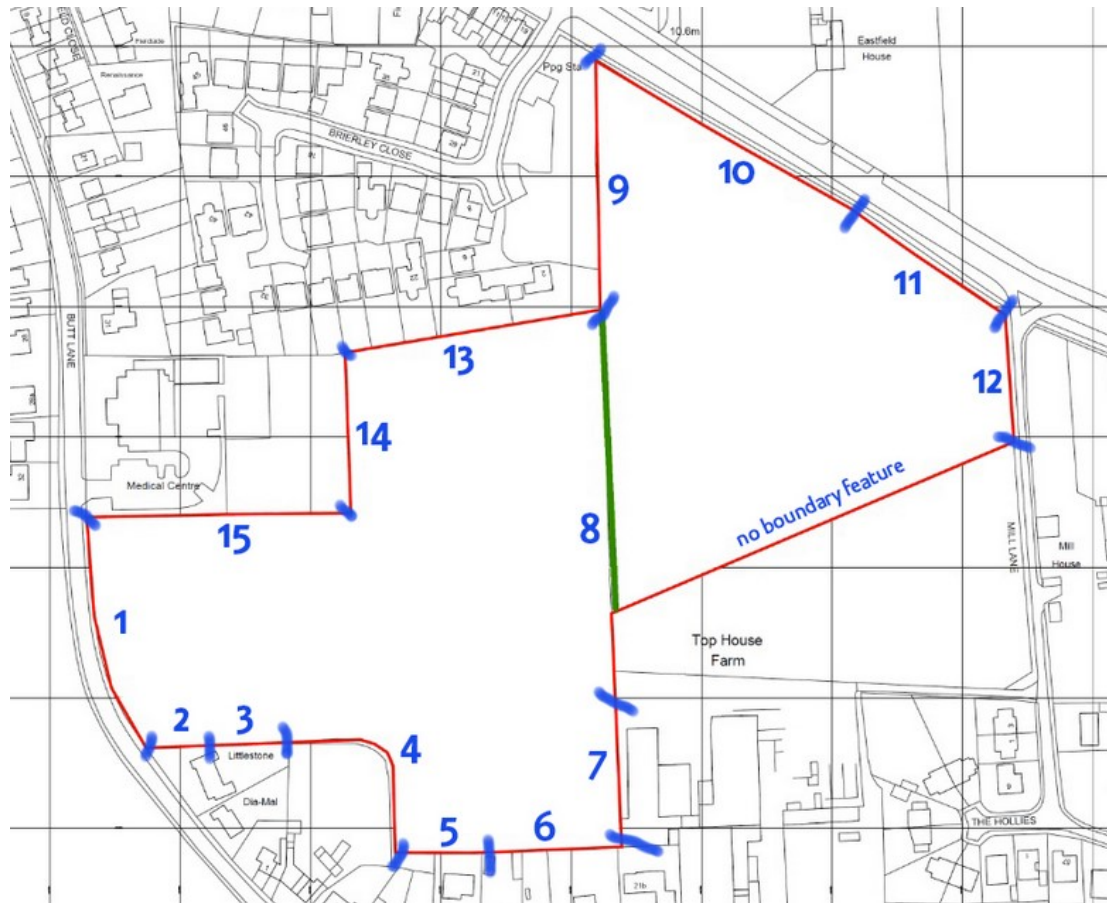 10.6m
Eastfield
House
Ppg Sta
Fendale
Renaissance
BRIERLEY CLOSE
10
9
11
BUTT LANE
13
12
14
Medical Centre
15
8
no boundary feature
MILL LANE
Mill
House
1
Top House
Farm
2
3
4
Littlestone
7
Dia-Mal
5
6
THE HOLLIES
21b